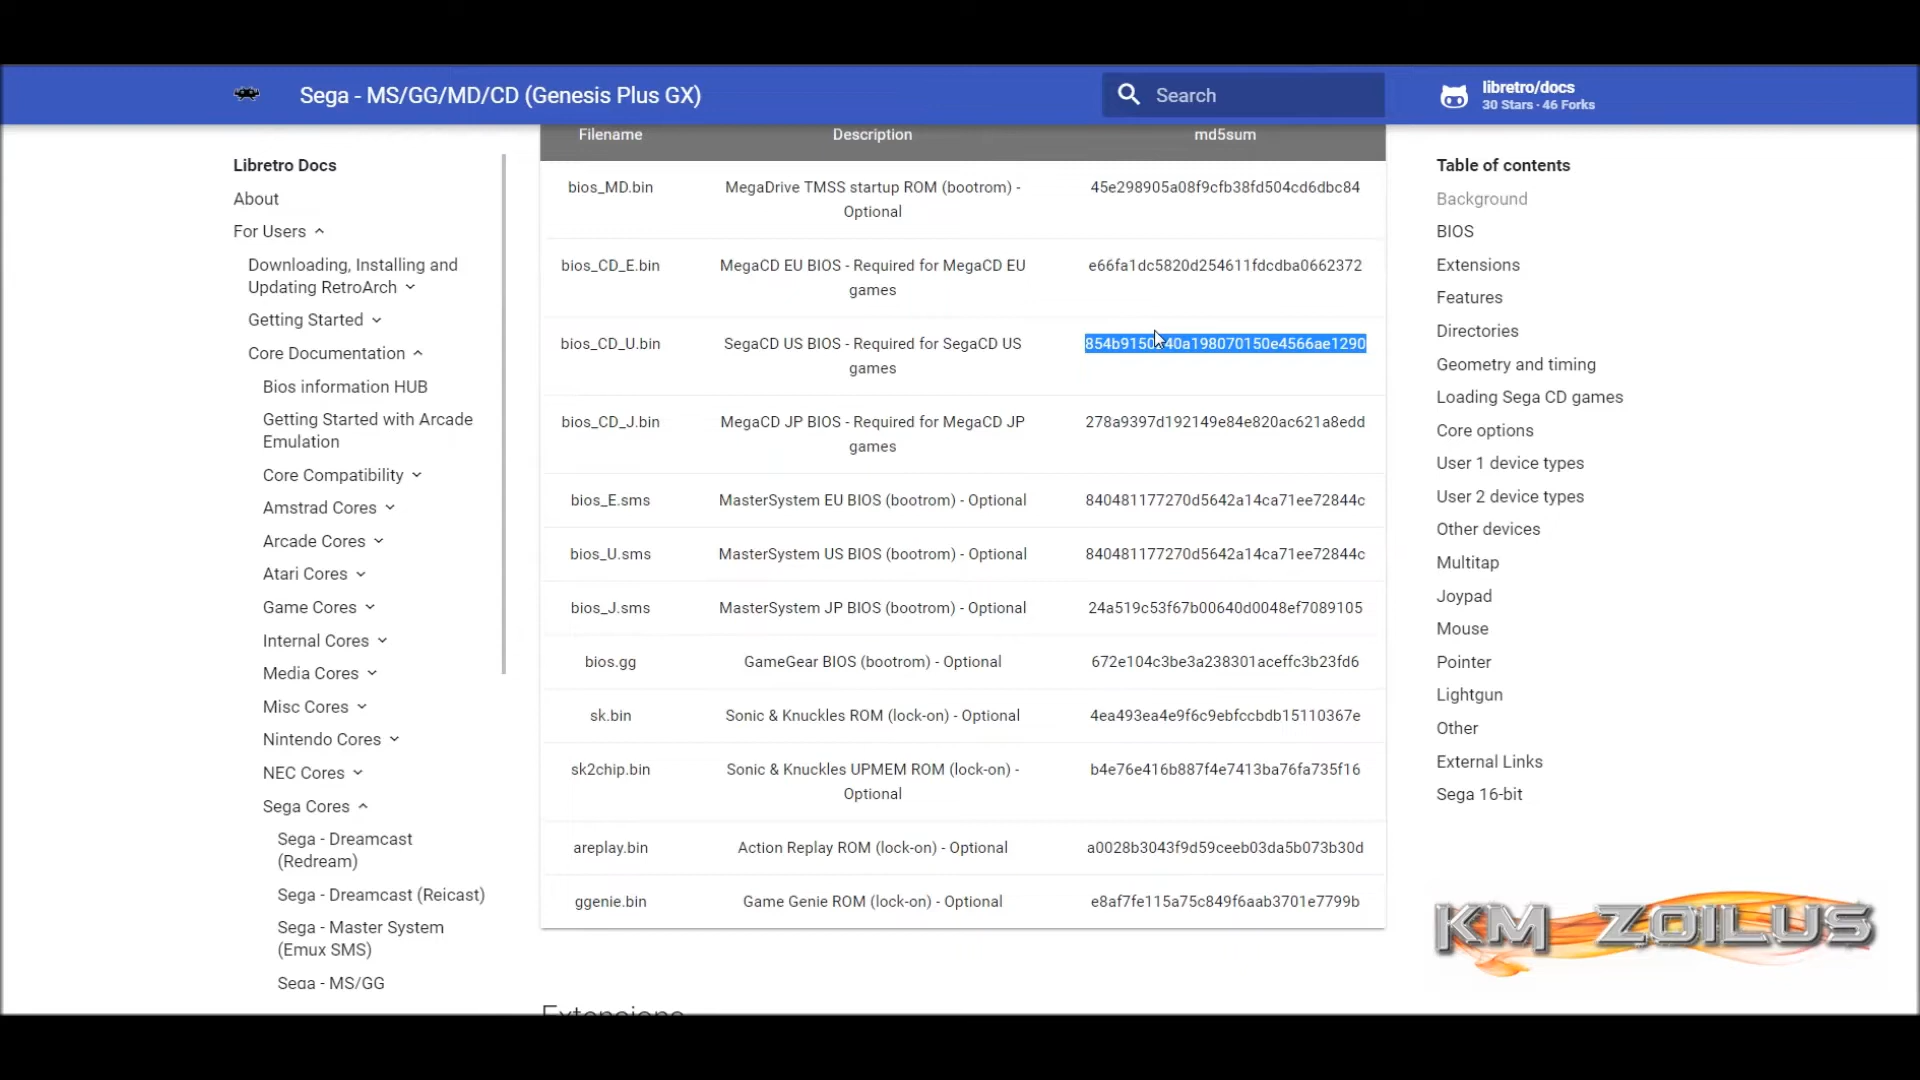 Sega - MS/GG/MD/CD (Genesis Plus GX)
Search
libretro/docs
30 Stars · 46 Forks
Libretro Docs
About
For Users
Downloading, Installing and
Updating RetroArch
Getting Started
Core Documentation
Bios information HUB
Getting Started with Arcade
Emulation
Core Compatibility
Amstrad Cores
Arcade Cores
Atari Cores
Game Cores
Internal Cores
Media Cores
Misc Cores
Nintendo Cores
NEC Cores
Sega Cores
Sega - Dreamcast
(Redream)
Sega - Dreamcast (Reicast)
Sega - Master System
(Emux SMS)
Sega - MS/GG
Filename Description md5sum
bios_MD.bin MegaDrive TMSS startup ROM (bootrom) - 45e298905a08f9cfb38fd504cd6dbc84
Optional
bios_CD_E.bin MegaCD EU BIOS - Required for MegaCD EU e66fa1dc5820d254611fdcdba0662372
games
bios_CD_U.bin SegaCD US BIOS - Required for SegaCD US
games
bios_CD_J.bin MegaCD JP BIOS - Required for MegaCD JP 278a9397d192149e84e820ac621a8edd
games
bios_E.sms MasterSystem EU BIOS (bootrom) - Optional 840481177270d5642a14ca71ee72844c
bios_U.sms MasterSystem US BIOS (bootrom) - Optional 840481177270d5642a14ca71ee72844c
bios_J.sms MasterSystem JP BIOS (bootrom) - Optional 24a519c53f67b00640d0048ef7089105
bios.gg GameGear BIOS (bootrom) - Optional 672e104c3be3a238301aceffc3b23fd6
sk.bin Sonic & Knuckles ROM (lock-on) - Optional 4ea493ea4e9f6c9ebfccbdb15110367e
sk2chip.bin Sonic & Knuckles UPMEM ROM (lock-on) - b4e76e416b887f4e7413ba76fa735f16
Optional
areplay.bin Action Replay ROM (lock-on) - Optional a0028b3043f9d59ceeb03da5b073b30d
ggenie.bin Game Genie ROM (lock-on) - Optional e8af7fe115a75c849f6aab3701e7799b
Extensions
Table of contents
Background
BIOS
Extensions
Features
Directories
Geometry and timing
Loading Sega CD games
Core options
User 1 device types
User 2 device types
Other devices
Multitap
Joypad
Mouse
Pointer
Lightgun
Other
External Links
Sega 16-bit
KM ZOILUS